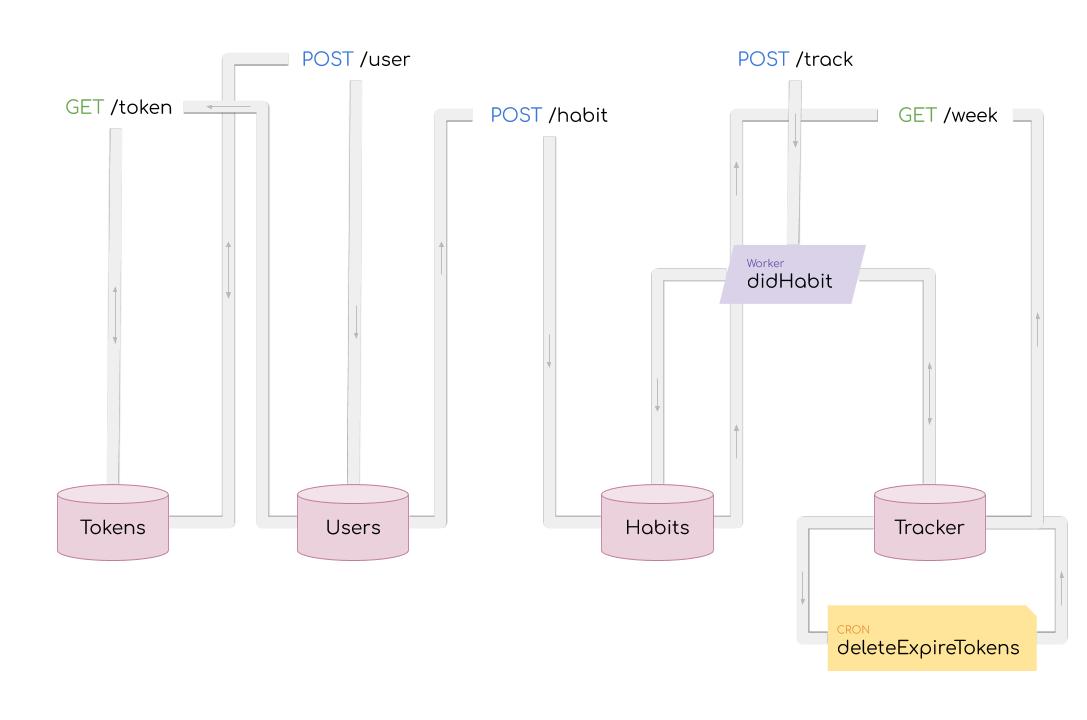 POST /user
POST /track
GET /token
POST /habit
GET /week
Worker
didHabit
Tokens
Users
Habits
Tracker
CRON
deleteExpireTokens